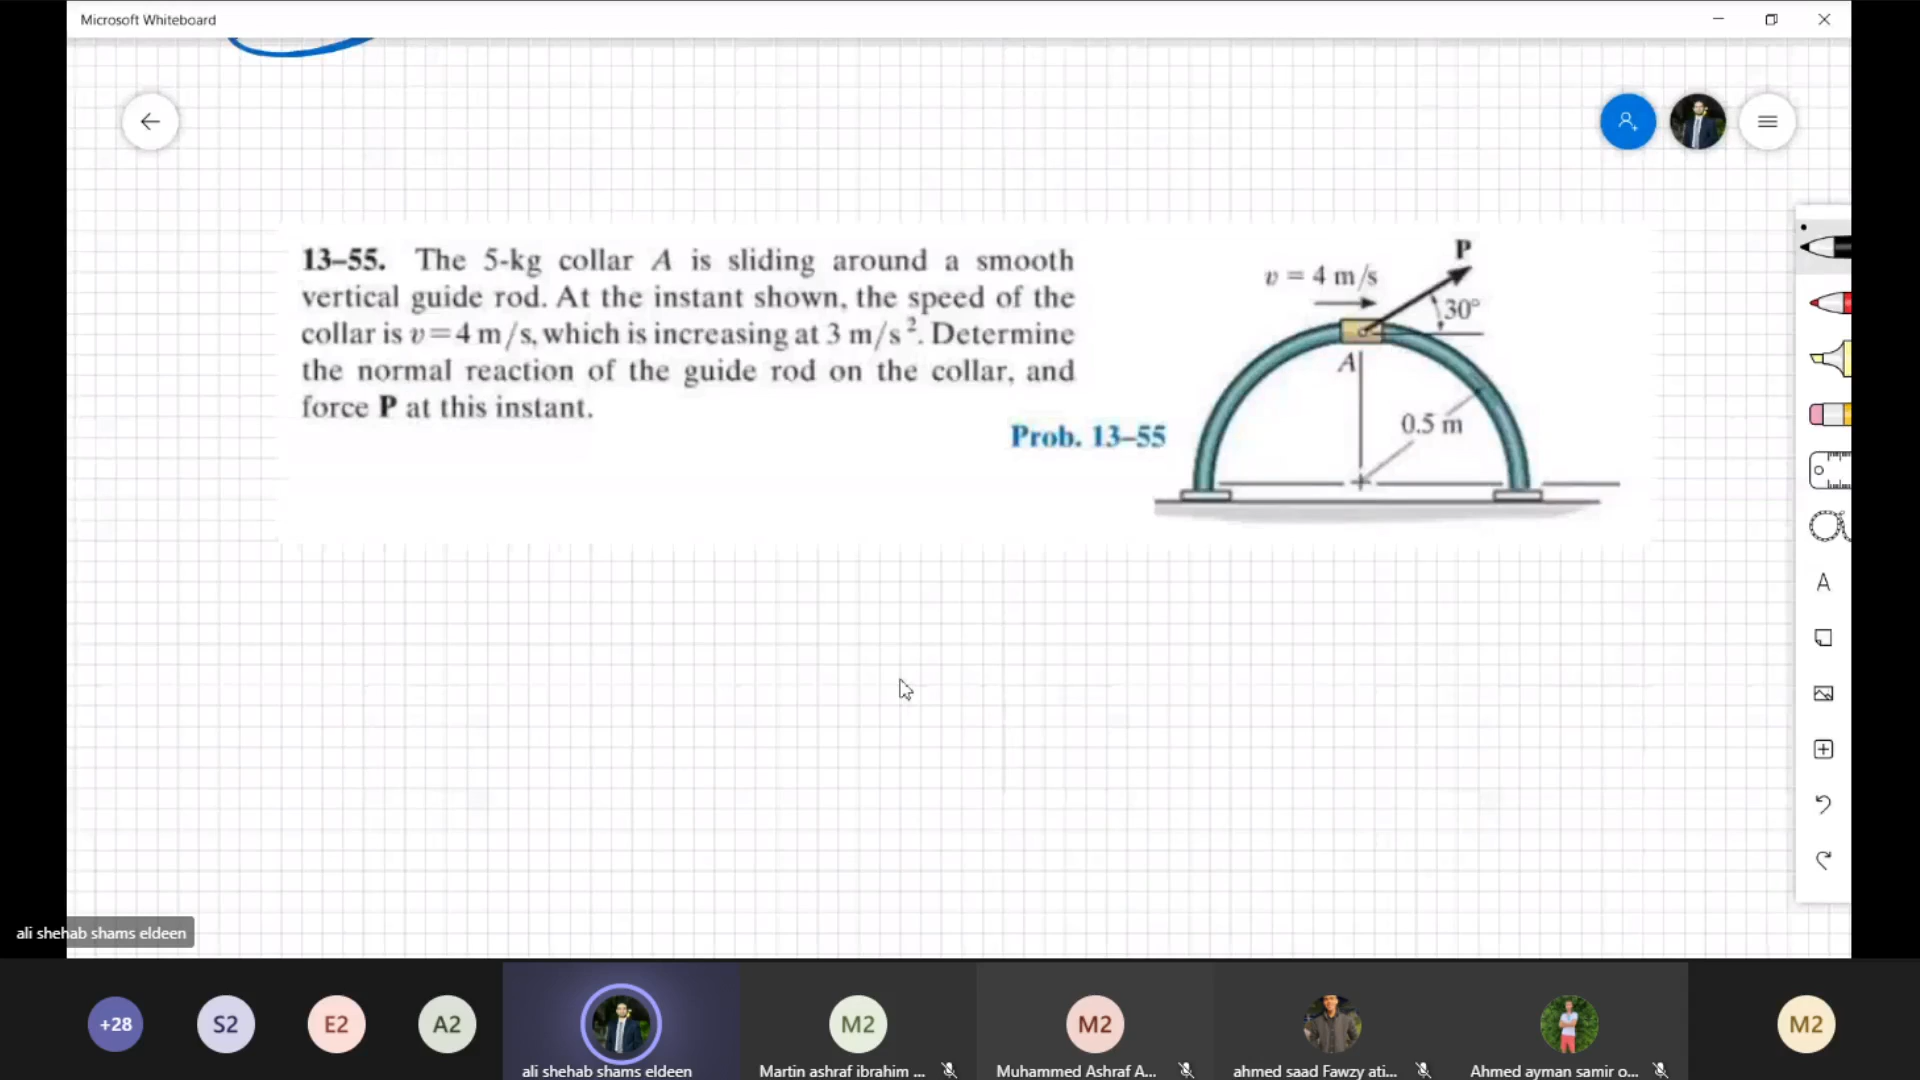 Microsoft Whiteboard
13–55. The 5-kg collar A is sliding around a smooth
vertical guide rod. At the instant shown, the speed of the
collar is v = 4 m/s, which is increasing at 3 m/s². Determine
the normal reaction of the guide rod on the collar, and
force P at this instant.
Prob. 13–55
P
v = 4 m/s
30°
A
0.5 m
A
ali shehab shams eldeen
+28
S2
E2
A2
ali shehab shams eldeen
M2
Martin ashraf ibrahim ...
M2
Muhammed Ashraf A...
ahmed saad Fawzy ati...
Ahmed ayman samir o...
M2